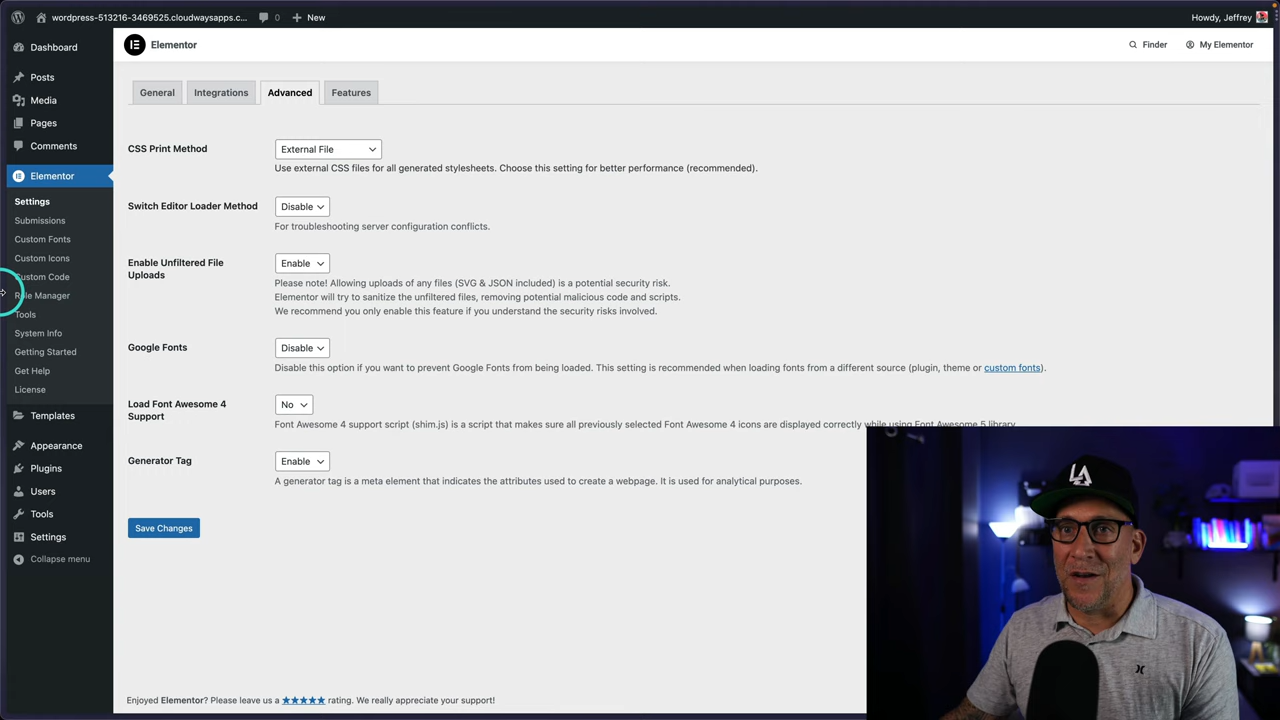 wordpress-513216-3469525.cloudwaysapps.c... 0 New Howdy, Jeffrey
Dashboard
Posts
Media
Pages
Comments
Elementor
Settings
Submissions
Custom Fonts
Custom Icons
Custom Code
Role Manager
Tools
System Info
Getting Started
Get Help
License
Templates
Appearance
Plugins
Users
Tools
Settings
Collapse menu
Elementor Finder My Elementor
General Integrations Advanced Features
CSS Print Method External File
Use external CSS files for all generated stylesheets. Choose this setting for better performance (recommended).
Switch Editor Loader Method Disable
For troubleshooting server configuration conflicts.
Enable Unfiltered File Uploads Enable
Please note! Allowing uploads of any files (SVG & JSON included) is a potential security risk.
Elementor will try to sanitize the unfiltered files, removing potential malicious code and scripts.
We recommend you only enable this feature if you understand the security risks involved.
Google Fonts Disable
Disable this option if you want to prevent Google Fonts from being loaded. This setting is recommended when loading fonts from a different source (plugin, theme or custom fonts).
Load Font Awesome 4 Support No
Font Awesome 4 support script (shim.js) is a script that makes sure all previously selected Font Awesome 4 icons are displayed correctly while using Font Awesome 5 library.
Generator Tag Enable
A generator tag is a meta element that indicates the attributes used to create a webpage. It is used for analytical purposes.
Save Changes
Enjoyed Elementor? Please leave us a ★★★★★ rating. We really appreciate your support!
LA